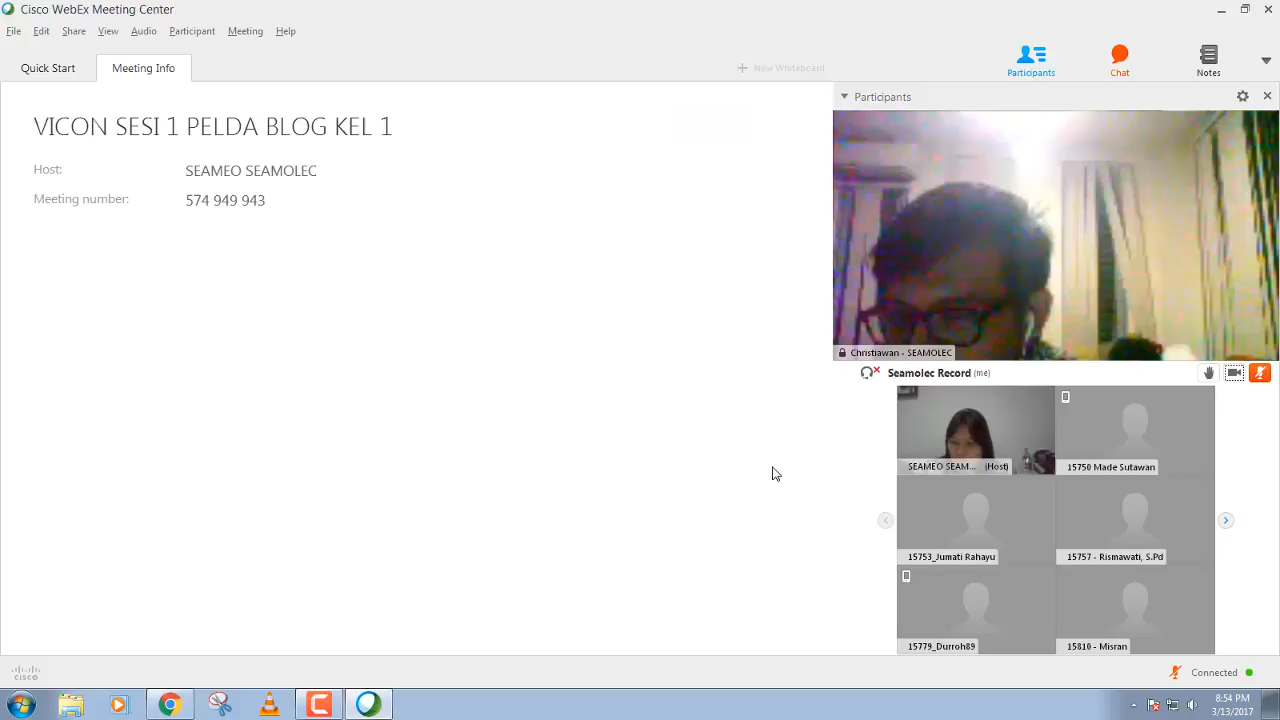 Cisco WebEx Meeting Center
File Edit Share View Audio Participant Meeting Help
Quick Start
Meeting Info
New Whiteboard
Participants
Chat
Notes
VICON SESI 1 PELDA BLOG KEL 1
Host: SEAMEO SEAMOLEC
Meeting number: 574 949 943
Participants
Christiawan - SEAMOLEC
Seamolec Record (me)
SEAMEO SEAM... (Host)
15750 Made Sutawan
15753_Jumati Rahayu
15757 - Rismawati, S.Pd
15779_Durroh89
15810 - Misran
cisco
Connected
8:54 PM
3/13/2017